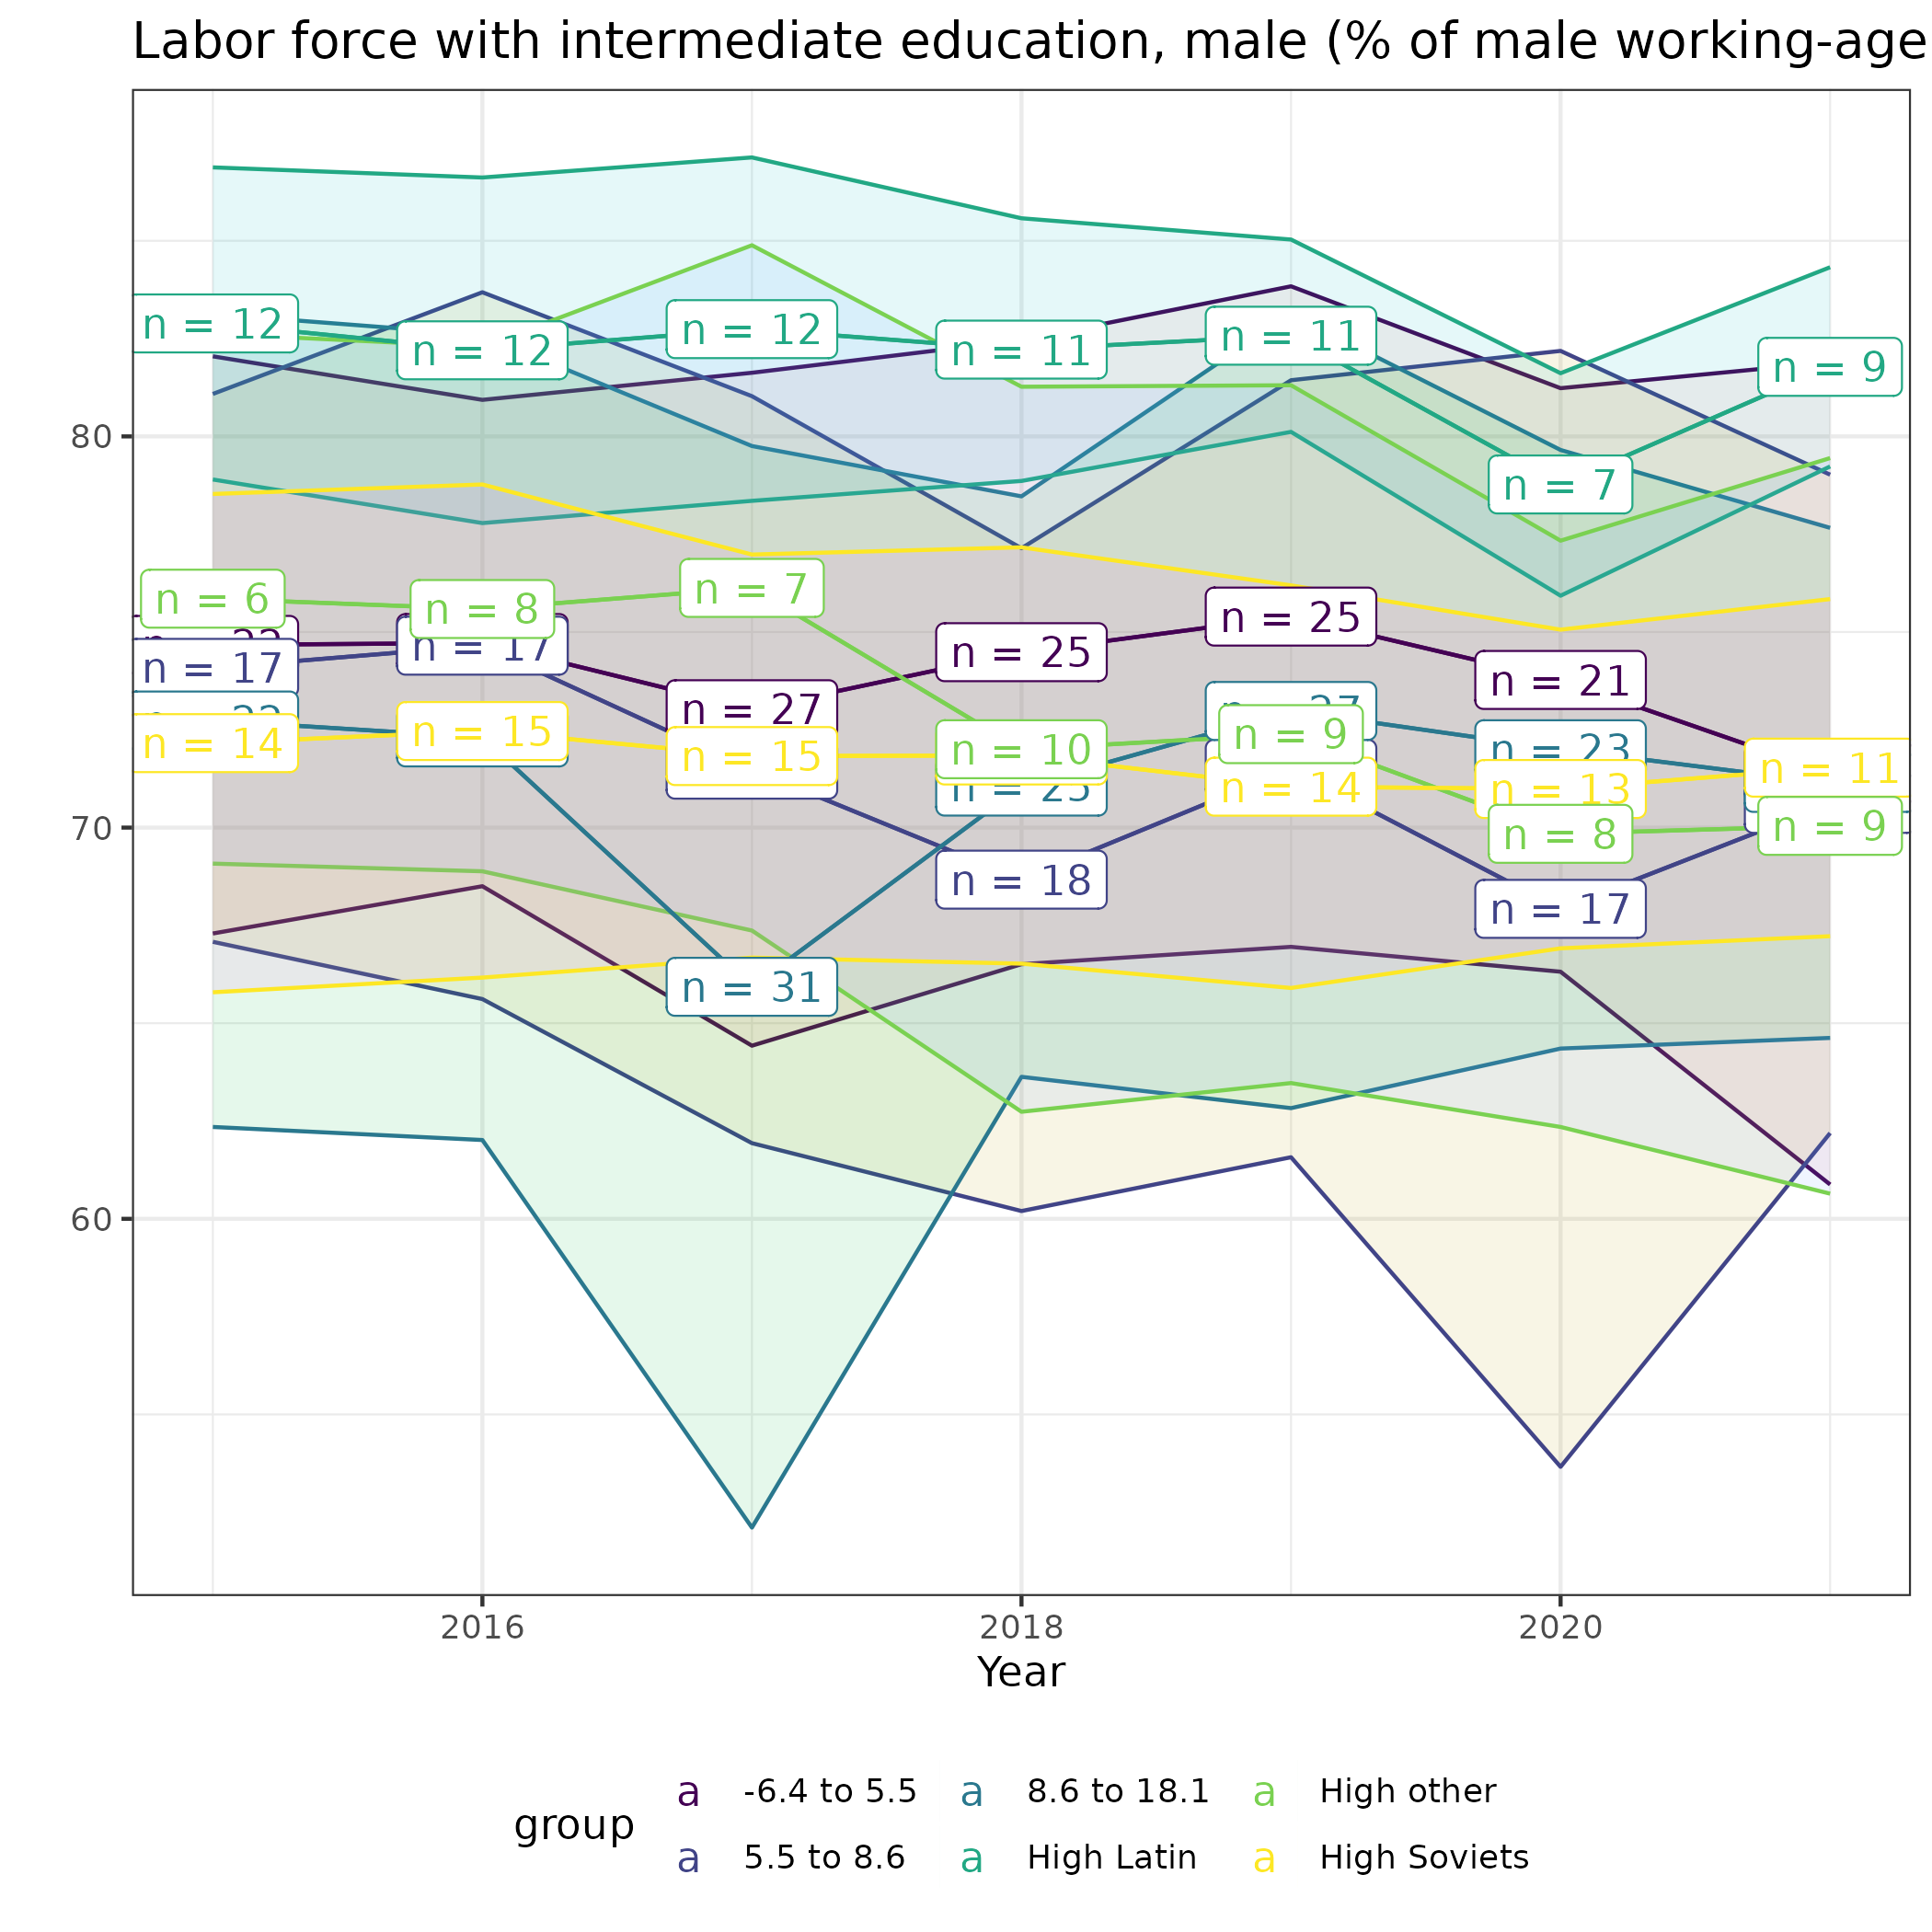 Labor force with intermediate education, male (% of male working-age
80
70
60
n = 12
n = 12
n = 12
n = 11
n = 11
n = 7
n = 9
n = 6
n = 8
n = 7
n = 25
n = 25
n = 21
n = 17
n = 17
n = 27
n = 23
n = 11
n = 14
n = 15
n = 15
n = 10
n = 9
n = 14
n = 13
n = 8
n = 9
n = 18
n = 17
n = 31
2016
2018
2020
Year
group
a -6.4 to 5.5
a 8.6 to 18.1
a High other
a 5.5 to 8.6
a High Latin
a High Soviets